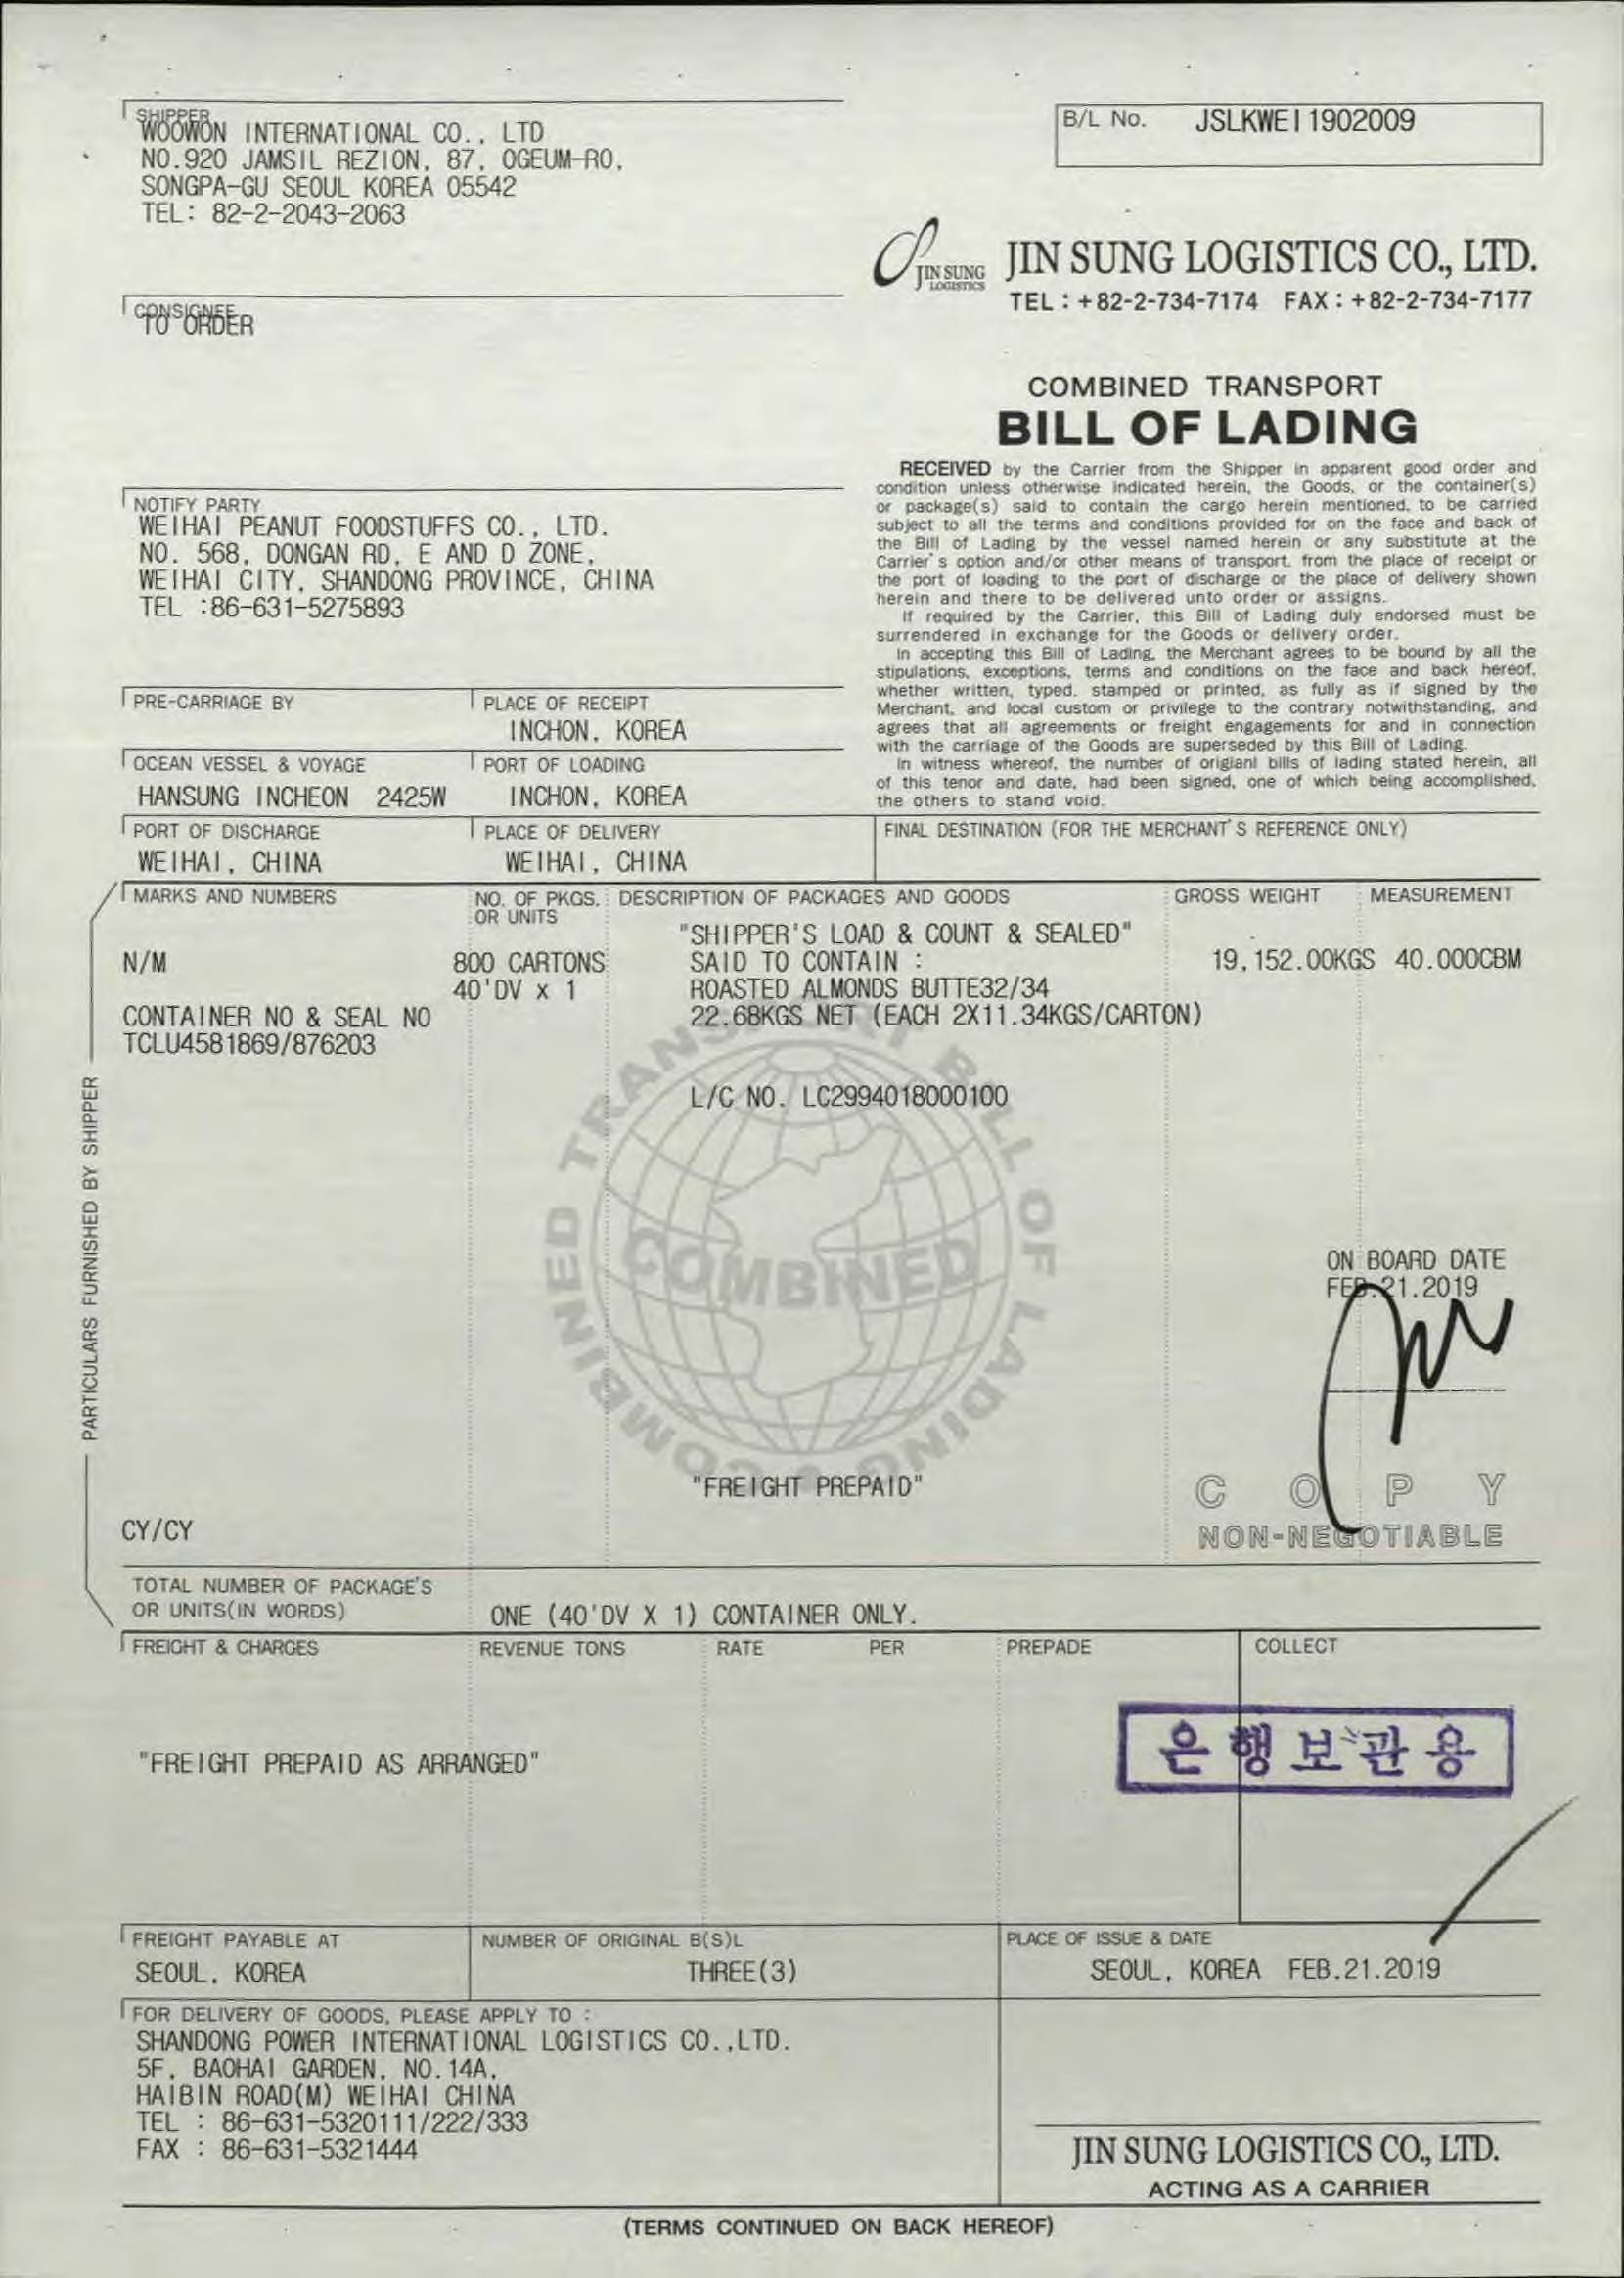 SHIPPER
WOOWON INTERNATIONAL CO., LTD
NO.920 JAMSIL REZION, 87, OGEUM-RO,
SONGPA-GU SEOUL KOREA 05542
TEL: 82-2-2043-2063
B/L No. JSLKWEI1902009
JIN SUNG
LOGISTICS
JIN SUNG LOGISTICS CO., LTD.
TEL : +82-2-734-7174 FAX : +82-2-734-7177
CONSIGNEE
TO ORDER
COMBINED TRANSPORT
BILL OF LADING
RECEIVED by the Carrier from the Shipper in apparent good order and
condition unless otherwise indicated herein, the Goods, or the container(s)
or package(s) said to contain the cargo herein mentioned, to be carried
subject to all the terms and conditions provided for on the face and back of
the Bill of Lading by the vessel named herein or any substitute at the
Carrier's option and/or other means of transport, from the place of receipt or
the port of loading to the port of discharge or the place of delivery shown
herein and there to be delivered unto order or assigns.
If required by the Carrier, this Bill of Lading duly endorsed must be
surrendered in exchange for the Goods or delivery order.
In accepting this Bill of Lading, the Merchant agrees to be bound by all the
stipulations, exceptions, terms and conditions on the face and back hereof,
whether written, typed, stamped or printed, as fully as if signed by the
Merchant, and local custom or privilege to the contrary notwithstanding, and
agrees that all agreements or freight engagements for and in connection
with the carriage of the Goods are superseded by this Bill of Lading.
In witness whereof, the number of origianl bills of lading stated herein, all
of this tenor and date, had been signed, one of which being accomplished,
the others to stand void.
NOTIFY PARTY
WEIHAI PEANUT FOODSTUFFS CO., LTD.
NO. 568, DONGAN RD, E AND D ZONE,
WEIHAI CITY, SHANDONG PROVINCE, CHINA
TEL :86-631-5275893
PRE-CARRIAGE BY PLACE OF RECEIPT
INCHON, KOREA
OCEAN VESSEL & VOYAGE PORT OF LOADING
HANSUNG INCHEON 2425W INCHON, KOREA
PORT OF DISCHARGE PLACE OF DELIVERY FINAL DESTINATION (FOR THE MERCHANT'S REFERENCE ONLY)
WEIHAI, CHINA WEIHAI, CHINA
MARKS AND NUMBERS NO. OF PKGS. DESCRIPTION OF PACKAGES AND GOODS GROSS WEIGHT MEASUREMENT
OR UNITS
"SHIPPER'S LOAD & COUNT & SEALED"
N/M 800 CARTONS SAID TO CONTAIN : 19,152.00KGS 40.000CBM
40'DV x 1 ROASTED ALMONDS BUTTE32/34
CONTAINER NO & SEAL NO 22.68KGS NET (EACH 2X11.34KGS/CARTON)
TCLU4581869/876203
L/C NO. LC2994018000100
COMBINED TRANSPORT BILL OF LADING
COMBINED
PARTICULARS FURNISHED BY SHIPPER
ON BOARD DATE
FEB.21.2019
"FREIGHT PREPAID"
COPY
CY/CY
NON-NEGOTIABLE
TOTAL NUMBER OF PACKAGE'S
OR UNITS(IN WORDS) ONE (40'DV X 1) CONTAINER ONLY.
FREIGHT & CHARGES REVENUE TONS RATE PER PREPADE COLLECT
은행보관용
"FREIGHT PREPAID AS ARRANGED"
FREIGHT PAYABLE AT NUMBER OF ORIGINAL B(S)L PLACE OF ISSUE & DATE
SEOUL, KOREA THREE(3) SEOUL, KOREA FEB.21.2019
FOR DELIVERY OF GOODS, PLEASE APPLY TO :
SHANDONG POWER INTERNATIONAL LOGISTICS CO.,LTD.
5F, BAOHAI GARDEN, NO.14A,
HAIBIN ROAD(M) WEIHAI CHINA
TEL : 86-631-5320111/222/333
FAX : 86-631-5321444
JIN SUNG LOGISTICS CO., LTD.
ACTING AS A CARRIER
(TERMS CONTINUED ON BACK HEREOF)